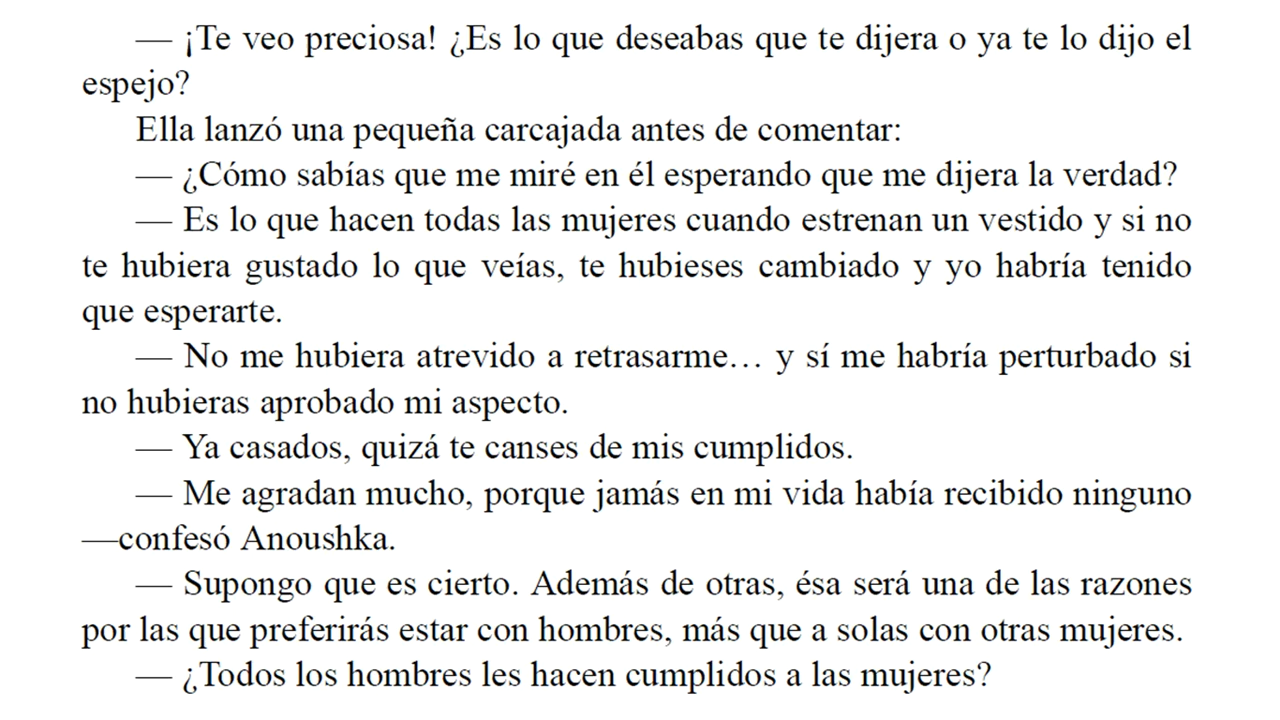 — ¡Te veo preciosa! ¿Es lo que deseabas que te dijera o ya te lo dijo el
espejo?
Ella lanzó una pequeña carcajada antes de comentar:
— ¿Cómo sabías que me miré en él esperando que me dijera la verdad?
— Es lo que hacen todas las mujeres cuando estrenan un vestido y si no
te hubiera gustado lo que veías, te hubieses cambiado y yo habría tenido
que esperarte.
— No me hubiera atrevido a retrasarme… y sí me habría perturbado si
no hubieras aprobado mi aspecto.
— Ya casados, quizá te canses de mis cumplidos.
— Me agradan mucho, porque jamás en mi vida había recibido ninguno
—confesó Anoushka.
— Supongo que es cierto. Además de otras, ésa será una de las razones
por las que preferirás estar con hombres, más que a solas con otras mujeres.
— ¿Todos los hombres les hacen cumplidos a las mujeres?